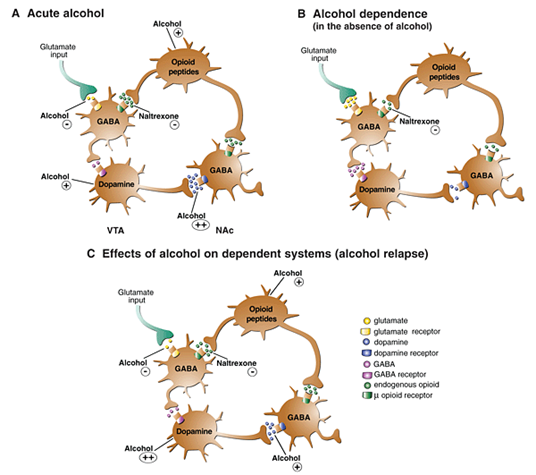 A Acute alcohol
Alcohol
+
Glutamate
input
Opioid
peptides
Alcohol
−
GABA
Naltrexone
−
GABA
Alcohol
+
Dopamine
Alcohol
++
VTA
NAc
B Alcohol dependence
(in the absence of alcohol)
Glutamate
input
Opioid
peptides
GABA
Naltrexone
−
GABA
Dopamine
C Effects of alcohol on dependent systems (alcohol relapse)
Alcohol
+
Glutamate
input
Opioid
peptides
Alcohol
−
GABA
Naltrexone
−
GABA
Dopamine
Alcohol
++
Alcohol
+
glutamate
glutamate receptor
dopamine
dopamine receptor
GABA
GABA receptor
endogenous opioid
μ opioid receptor